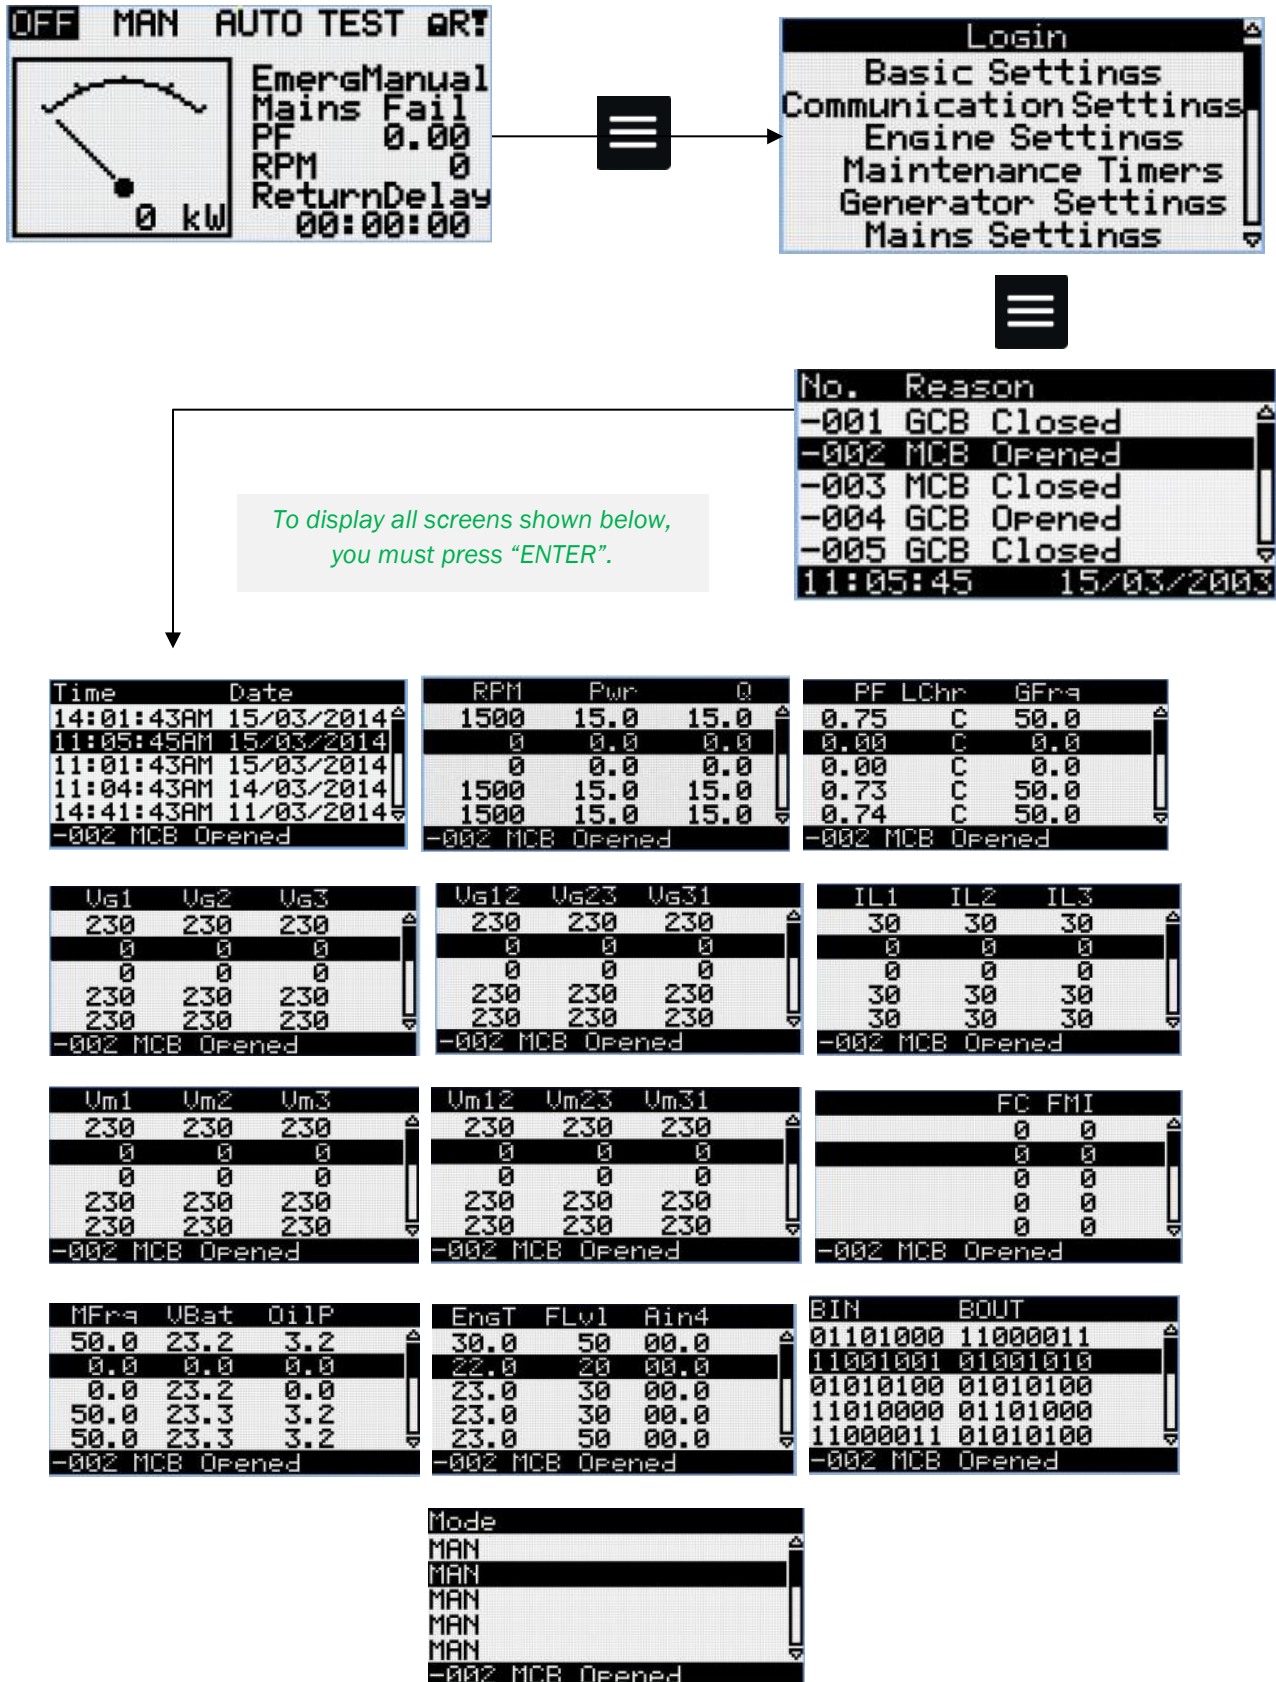 OFF MAN AUTO TEST R
EmergManual
Mains Fail
PF 0.00
RPM 0
ReturnDelay
00:00:00
0 kW
Login
Basic Settings
Communication Settings
Engine Settings
Maintenance Timers
Generator Settings
Mains Settings
No. Reason
-001 GCB Closed
-002 MCB Opened
-003 MCB Closed
-004 GCB Opened
-005 GCB Closed
11:05:45 15/03/2003
To display all screens shown below,
you must press “ENTER”.
Time Date
14:01:43AM 15/03/2014
11:05:45AM 15/03/2014
11:01:43AM 15/03/2014
11:04:43AM 14/03/2014
14:41:43AM 11/03/2014
-002 MCB Opened
RPM Pwr Q
1500 15.0 15.0
0 0.0 0.0
0 0.0 0.0
1500 15.0 15.0
1500 15.0 15.0
-002 MCB Opened
PF LChr GFrq
0.75 C 50.0
0.00 C 0.0
0.00 C 0.0
0.73 C 50.0
0.74 C 50.0
-002 MCB Opened
Vg1 Vg2 Vg3
230 230 230
0 0 0
0 0 0
230 230 230
230 230 230
-002 MCB Opened
Vg12 Vg23 Vg31
230 230 230
0 0 0
0 0 0
230 230 230
230 230 230
-002 MCB Opened
IL1 IL2 IL3
30 30 30
0 0 0
0 0 0
30 30 30
30 30 30
-002 MCB Opened
Vm1 Vm2 Vm3
230 230 230
0 0 0
0 0 0
230 230 230
230 230 230
-002 MCB Opened
Vm12 Vm23 Vm31
230 230 230
0 0 0
0 0 0
230 230 230
230 230 230
-002 MCB Opened
FC FMI
0 0
0 0
0 0
0 0
0 0
-002 MCB Opened
MFrq VBat OilP
50.0 23.2 3.2
0.0 0.0 0.0
0.0 23.2 0.0
50.0 23.3 3.2
50.0 23.3 3.2
-002 MCB Opened
EngT FLvl Ain4
30.0 50 00.0
22.0 20 00.0
23.0 30 00.0
23.0 30 00.0
23.0 50 00.0
-002 MCB Opened
BIN BOUT
01101000 11000011
11001001 01001010
01010100 01010100
11010000 01101000
11000011 01010100
-002 MCB Opened
Mode
MAN
MAN
MAN
MAN
MAN
-002 MCB Opened